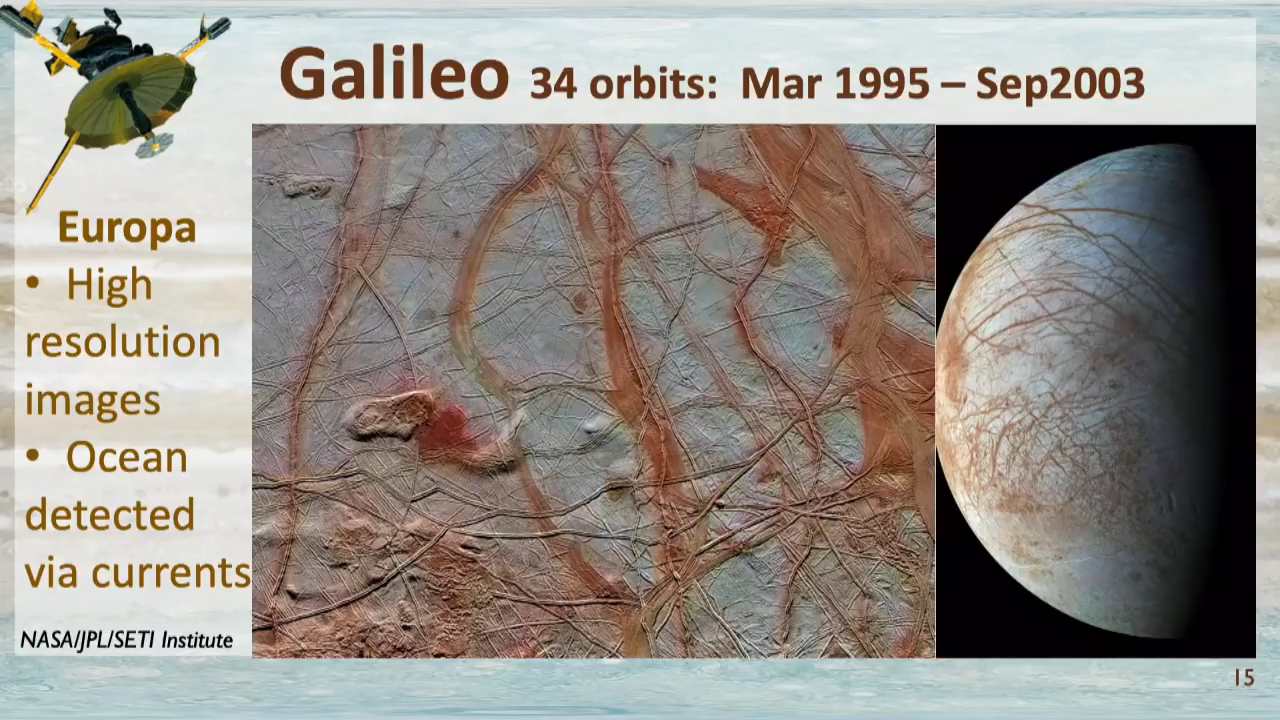 Galileo 34 orbits: Mar 1995 – Sep2003
Europa
• High
resolution
images
• Ocean
detected
via currents
NASA/JPL/SETI Institute
15